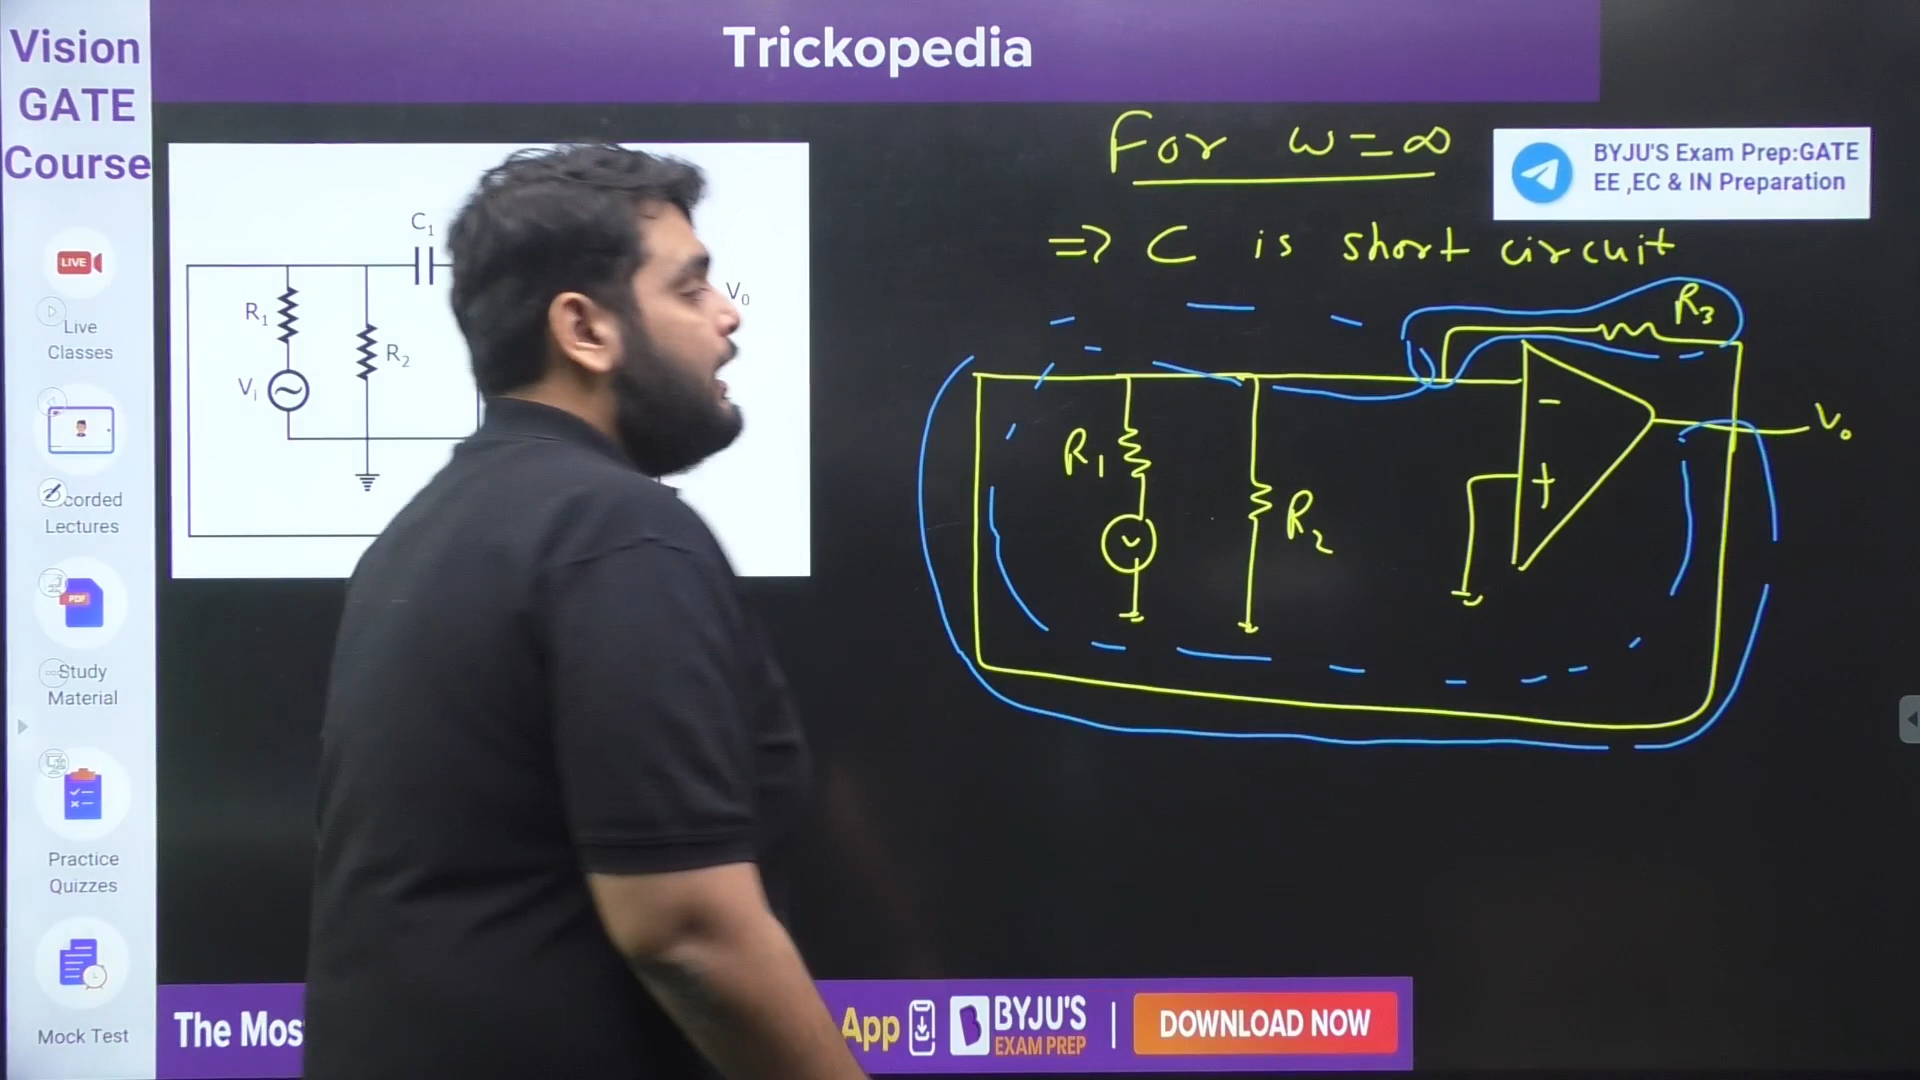 Vision
GATE
Course
Trickopedia
For ω = ∞
BYJU'S Exam Prep:GATE
EE ,EC & IN Preparation
=> C is short circuit
LIVE
Live
Classes
corded
Lectures
PDF
Study
Material
Practice
Quizzes
Mock Test
C1
R1
R2
Vi
V0
R3
R1
R2
V
-
+
Vo
The Mos
App
BYJU'S
EXAM PREP
DOWNLOAD NOW